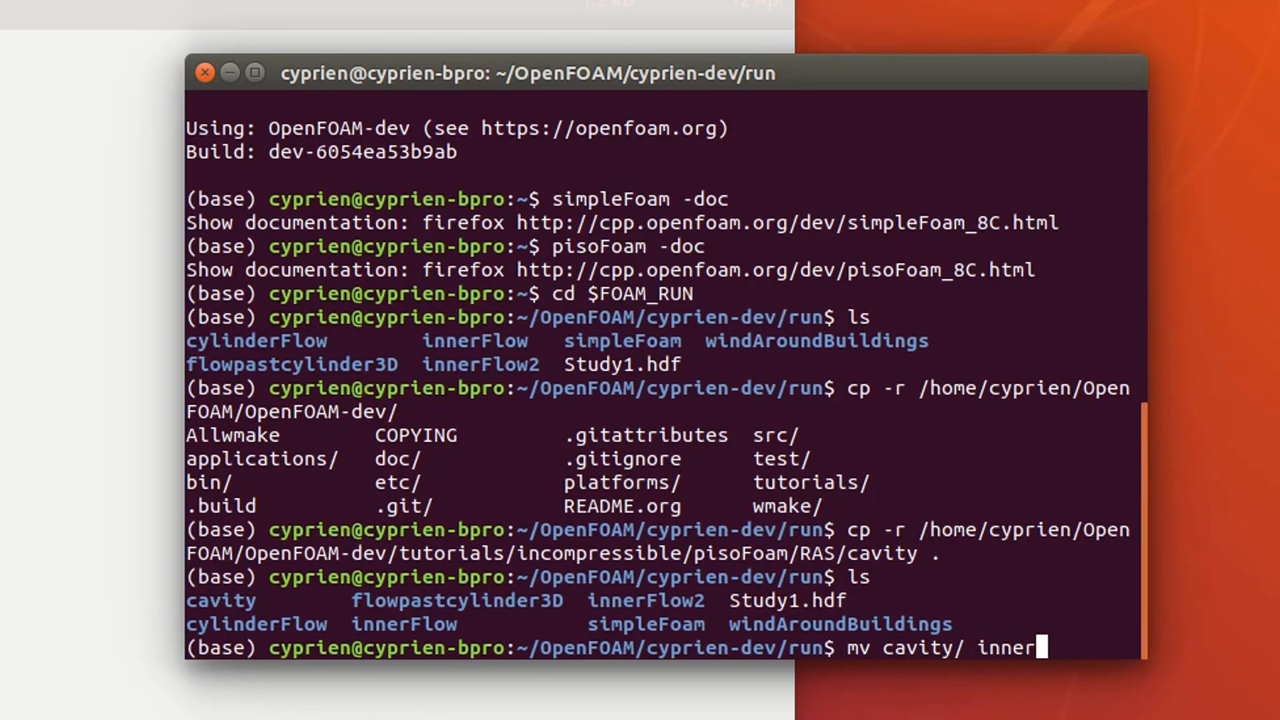 1.2 kB 12 Apr
cyprien@cyprien-bpro: ~/OpenFOAM/cyprien-dev/run
Using: OpenFOAM-dev (see https://openfoam.org)
Build: dev-6054ea53b9ab
(base) cyprien@cyprien-bpro:~$ simpleFoam -doc
Show documentation: firefox http://cpp.openfoam.org/dev/simpleFoam_8C.html
(base) cyprien@cyprien-bpro:~$ pisoFoam -doc
Show documentation: firefox http://cpp.openfoam.org/dev/pisoFoam_8C.html
(base) cyprien@cyprien-bpro:~$ cd $FOAM_RUN
(base) cyprien@cyprien-bpro:~/OpenFOAM/cyprien-dev/run$ ls
cylinderFlow innerFlow simpleFoam windAroundBuildings
flowpastcylinder3D innerFlow2 Study1.hdf
(base) cyprien@cyprien-bpro:~/OpenFOAM/cyprien-dev/run$ cp -r /home/cyprien/Open
FOAM/OpenFOAM-dev/
Allwmake COPYING .gitattributes src/
applications/ doc/ .gitignore test/
bin/ etc/ platforms/ tutorials/
.build .git/ README.org wmake/
(base) cyprien@cyprien-bpro:~/OpenFOAM/cyprien-dev/run$ cp -r /home/cyprien/Open
FOAM/OpenFOAM-dev/tutorials/incompressible/pisoFoam/RAS/cavity .
(base) cyprien@cyprien-bpro:~/OpenFOAM/cyprien-dev/run$ ls
cavity flowpastcylinder3D innerFlow2 Study1.hdf
cylinderFlow innerFlow simpleFoam windAroundBuildings
(base) cyprien@cyprien-bpro:~/OpenFOAM/cyprien-dev/run$ mv cavity/ inner